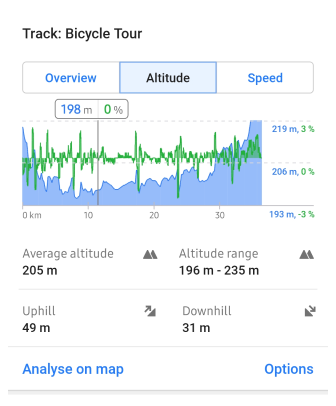 Track: Bicycle Tour
Overview
Altitude
Speed
198 m 0 %
219 m, 3 %
206 m, 0 %
193 m, -3 %
0 km 10 20 30
Average altitude
205 m
Altitude range
196 m - 235 m
Uphill
49 m
Downhill
31 m
Analyse on map
Options